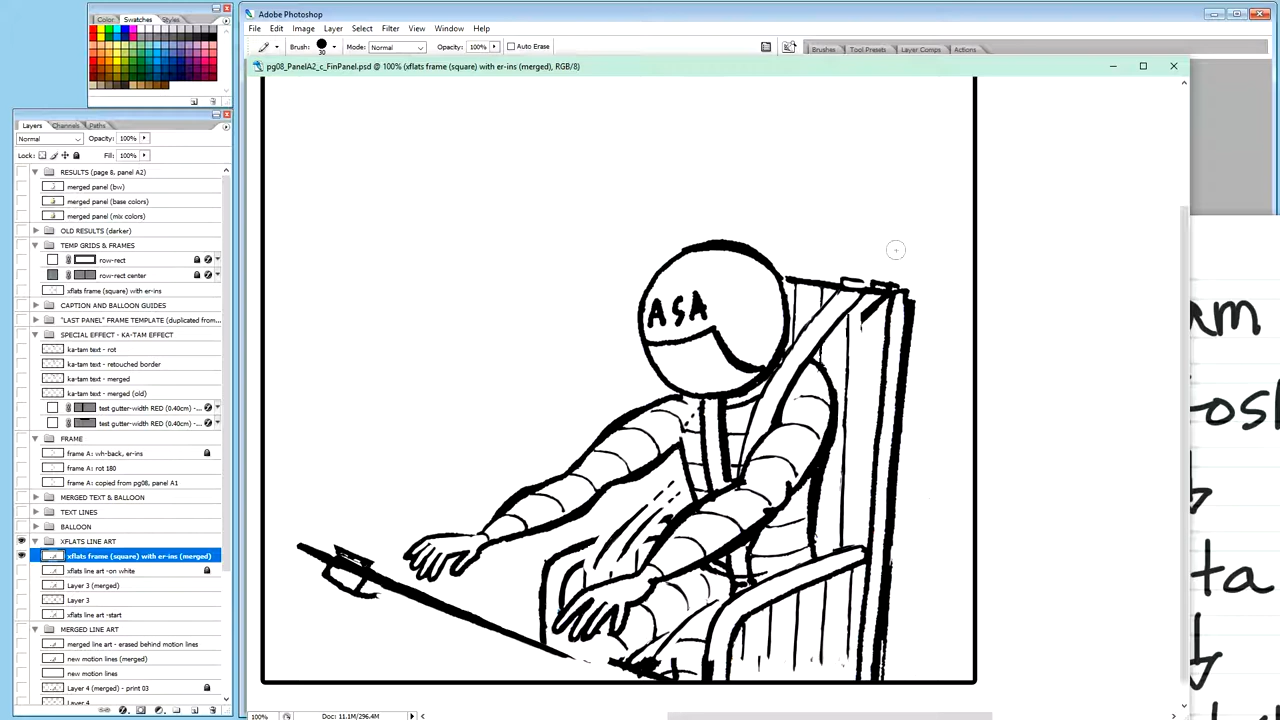 Color Swatches Styles
Adobe Photoshop
File Edit Image Layer Select Filter View Window Help
Brush: 30 Mode: Normal Opacity: 100% Auto Erase
Brushes Tool Presets Layer Comps Actions
pg08_PanelA2_c_FinPanel.psd @ 100% (xflats frame (square) with er-ins (merged), RGB/8)
Layers Channels Paths
Normal Opacity: 100%
Lock: Fill: 100%
RESULTS (page 8, panel A2)
merged panel (bw)
merged panel (base colors)
merged panel (mix colors)
OLD RESULTS (darker)
TEMP GRIDS & FRAMES
row-rect
row-rect center
xflats frame (square) with er-ins
CAPTION AND BALLOON GUIDES
"LAST PANEL" FRAME TEMPLATE (duplicated from...
SPECIAL EFFECT - KA-TAM EFFECT
ka-tam text - rot
ka-tam text - retouched border
ka-tam text - merged
ka-tam text - merged (old)
test gutter-width RED (0.40cm) -...
test gutter-width RED (0.40cm) -...
FRAME
frame A: wh-back, er-ins
frame A: rot 180
frame A: copied from pg08, panel A1
MERGED TEXT & BALLOON
TEXT LINES
BALLOON
XFLATS LINE ART
xflats frame (square) with er-ins (merged)
xflats line art -on white
Layer 3 (merged)
Layer 3
xflats line art -start
MERGED LINE ART
merged line art - erased behind motion lines
new motion lines (merged)
new motion lines
Layer 4 (merged) - print 03
Layer 4
ASA
100% Doc: 11.1M/296.4M